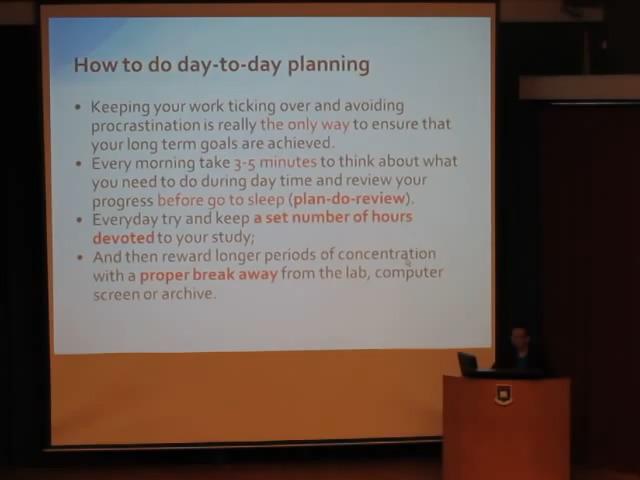 How to do day-to-day planning
• Keeping your work ticking over and avoiding
procrastination is really the only way to ensure that
your long term goals are achieved.
• Every morning take 3-5 minutes to think about what
you need to do during day time and review your
progress before go to sleep (plan-do-review).
• Everyday try and keep a set number of hours
devoted to your study;
• And then reward longer periods of concentration
with a proper break away from the lab, computer
screen or archive.